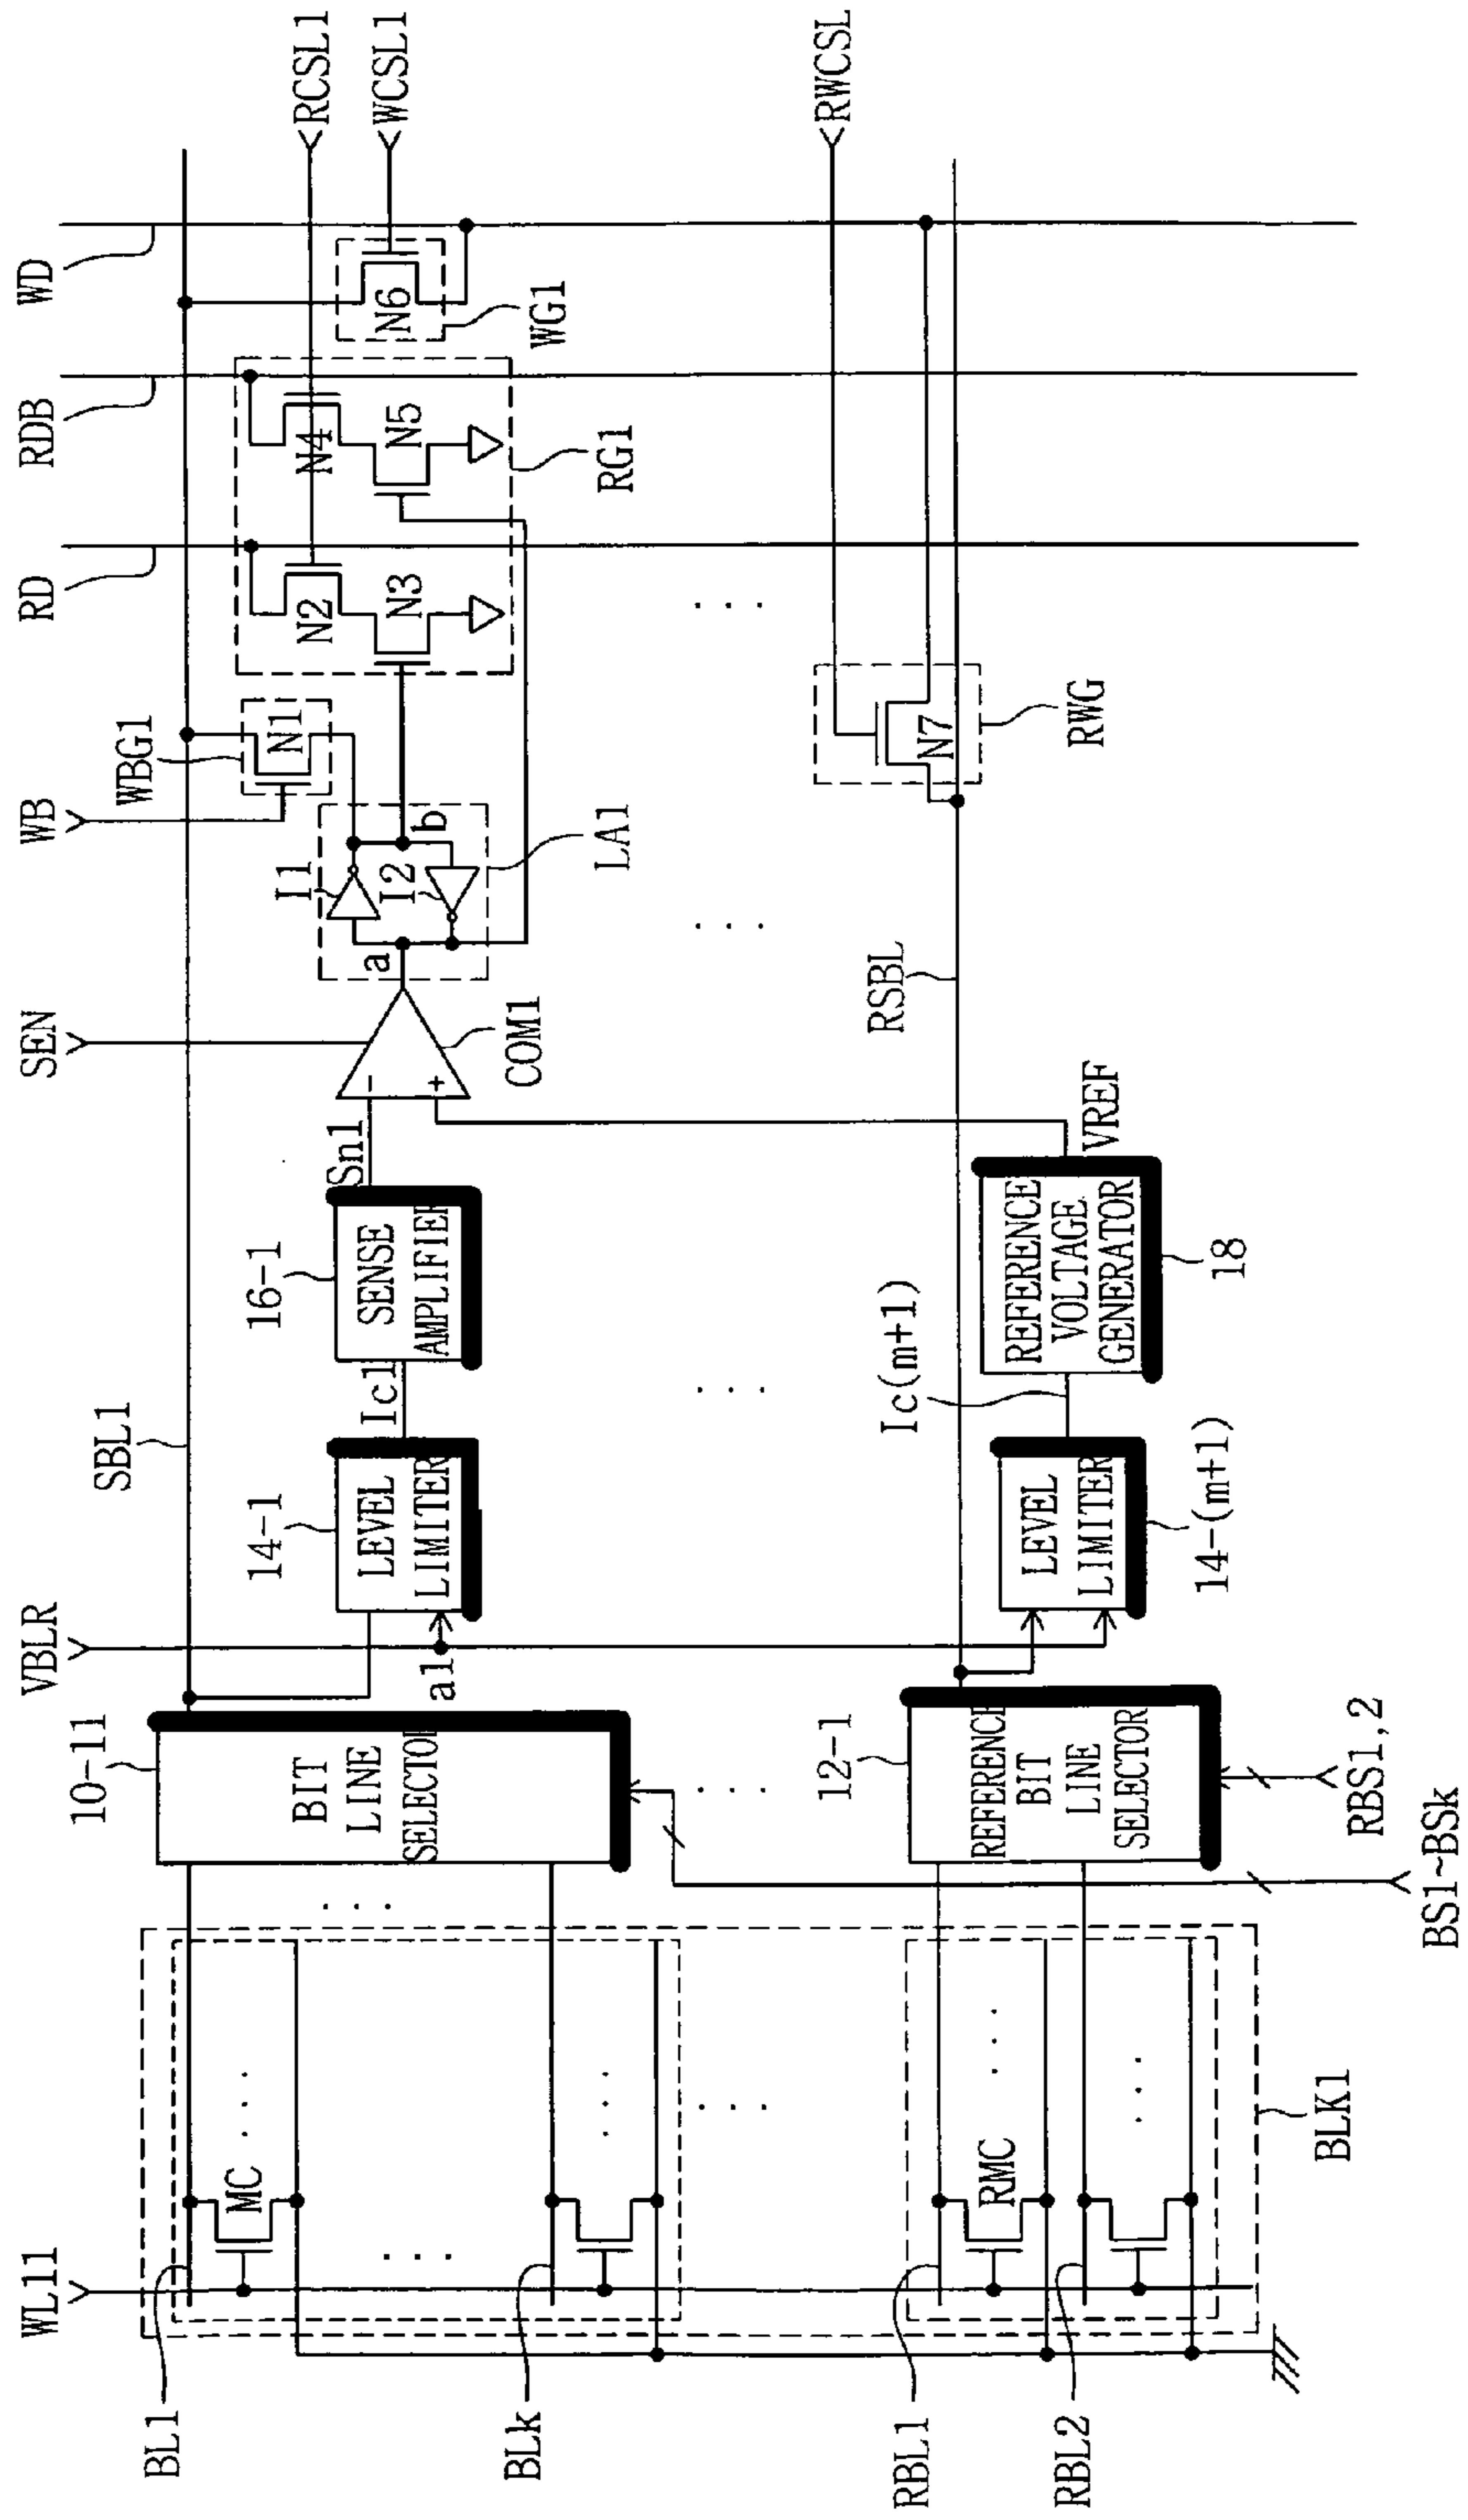 WL11
VBLR
SEN
WB
RD
RDB
WD
BL1
10-11
SBL1
WBG1
RCSL1
WCSL1
MC
BIT
LINE
SELECTOR
a1
14-1
LEVEL
LIMITER
Ic1
16-1
SENSE
AMPLIFIER
Sn1
-
+
COM1
a
I1
I2
b
LA1
N1
N2
N3
N4
N5
RG1
N6
WG1
BLk
RBL1
RMC
RBL2
BLK1
12-1
REFERENCE
BIT
LINE
SELECTOR
RBS1,2
BS1~BSk
LEVEL
LIMITER
14-(m+1)
Ic(m+1)
REFERENCE
VOLTAGE
GENERATOR
18
VREF
RSBL
N7
RWG
RWCSL